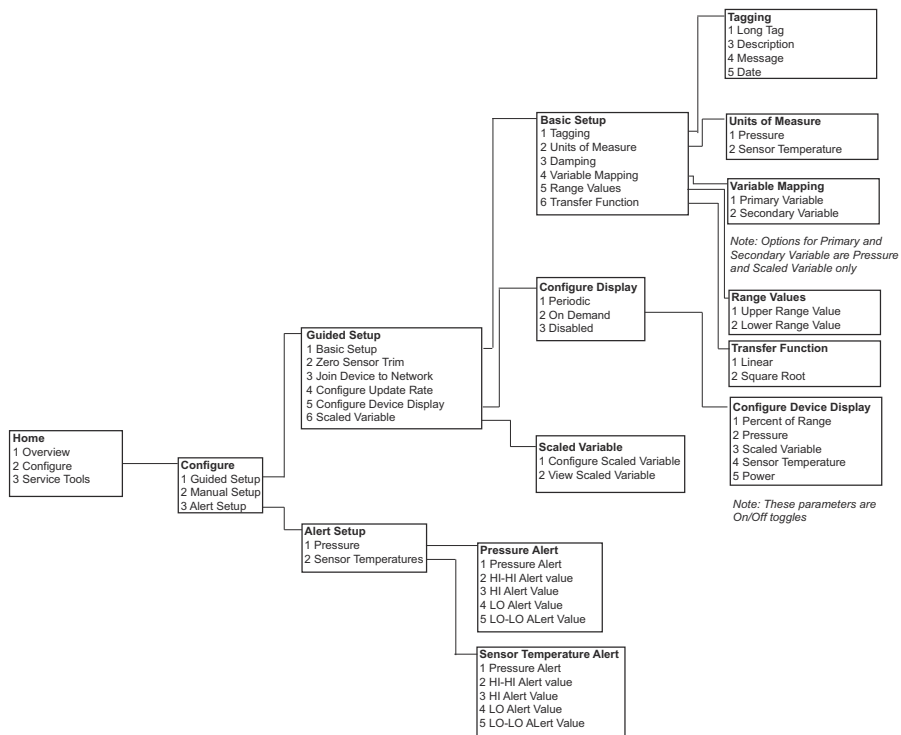 Home
1 Overview
2 Configure
3 Service Tools
Configure
1 Guided Setup
2 Manual Setup
3 Alert Setup
Guided Setup
1 Basic Setup
2 Zero Sensor Trim
3 Join Device to Network
4 Configure Update Rate
5 Configure Device Display
6 Scaled Variable
Alert Setup
1 Pressure
2 Sensor Temperatures
Basic Setup
1 Tagging
2 Units of Measure
3 Damping
4 Variable Mapping
5 Range Values
6 Transfer Function
Configure Display
1 Periodic
2 On Demand
3 Disabled
Scaled Variable
1 Configure Scaled Variable
2 View Scaled Variable
Pressure Alert
1 Pressure Alert
2 HI-HI Alert value
3 HI Alert Value
4 LO Alert Value
5 LO-LO ALert Value
Sensor Temperature Alert
1 Pressure Alert
2 HI-HI Alert value
3 HI Alert Value
4 LO Alert Value
5 LO-LO ALert Value
Tagging
1 Long Tag
3 Description
4 Message
5 Date
Units of Measure
1 Pressure
2 Sensor Temperature
Variable Mapping
1 Primary Variable
2 Secondary Variable
Note: Options for Primary and
Secondary Variable are Pressure
and Scaled Variable only
Range Values
1 Upper Range Value
2 Lower Range Value
Transfer Function
1 Linear
2 Square Root
Configure Device Display
1 Percent of Range
2 Pressure
3 Scaled Variable
4 Sensor Temperature
5 Power
Note: These parameters are
On/Off toggles